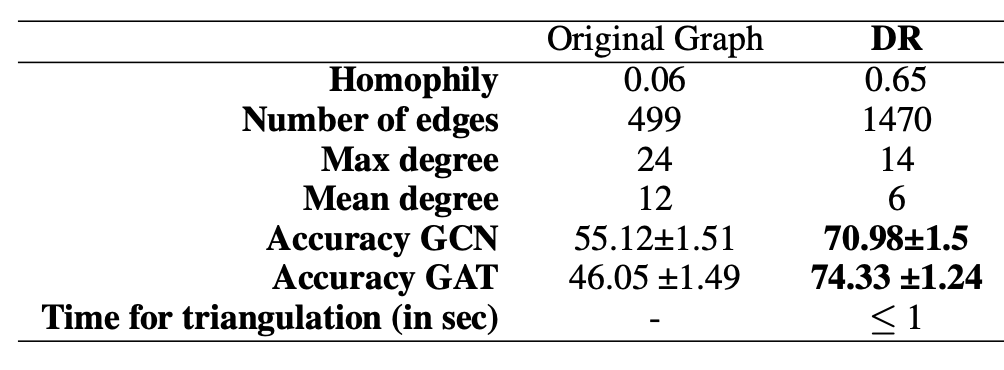 Original Graph DR
Homophily 0.06 0.65
Number of edges 499 1470
Max degree 24 14
Mean degree 12 6
Accuracy GCN 55.12±1.51 70.98±1.5
Accuracy GAT 46.05 ±1.49 74.33 ±1.24
Time for triangulation (in sec) - ≤ 1